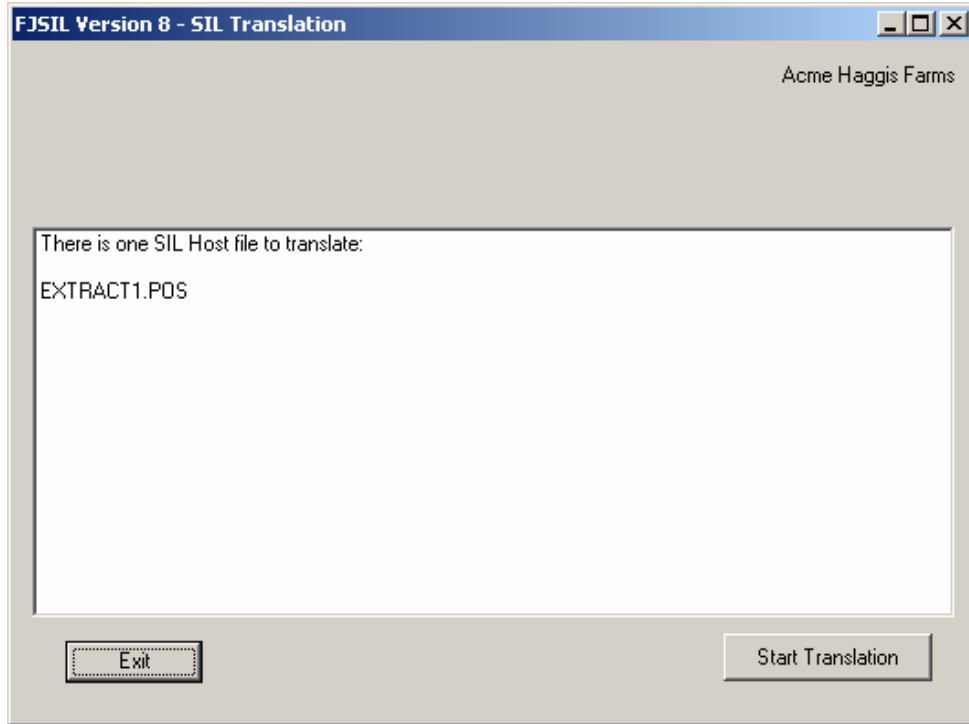 FJSIL Version 8 - SIL Translation
Acme Haggis Farms
There is one SIL Host file to translate:
EXTRACT1.POS
Exit
Start Translation